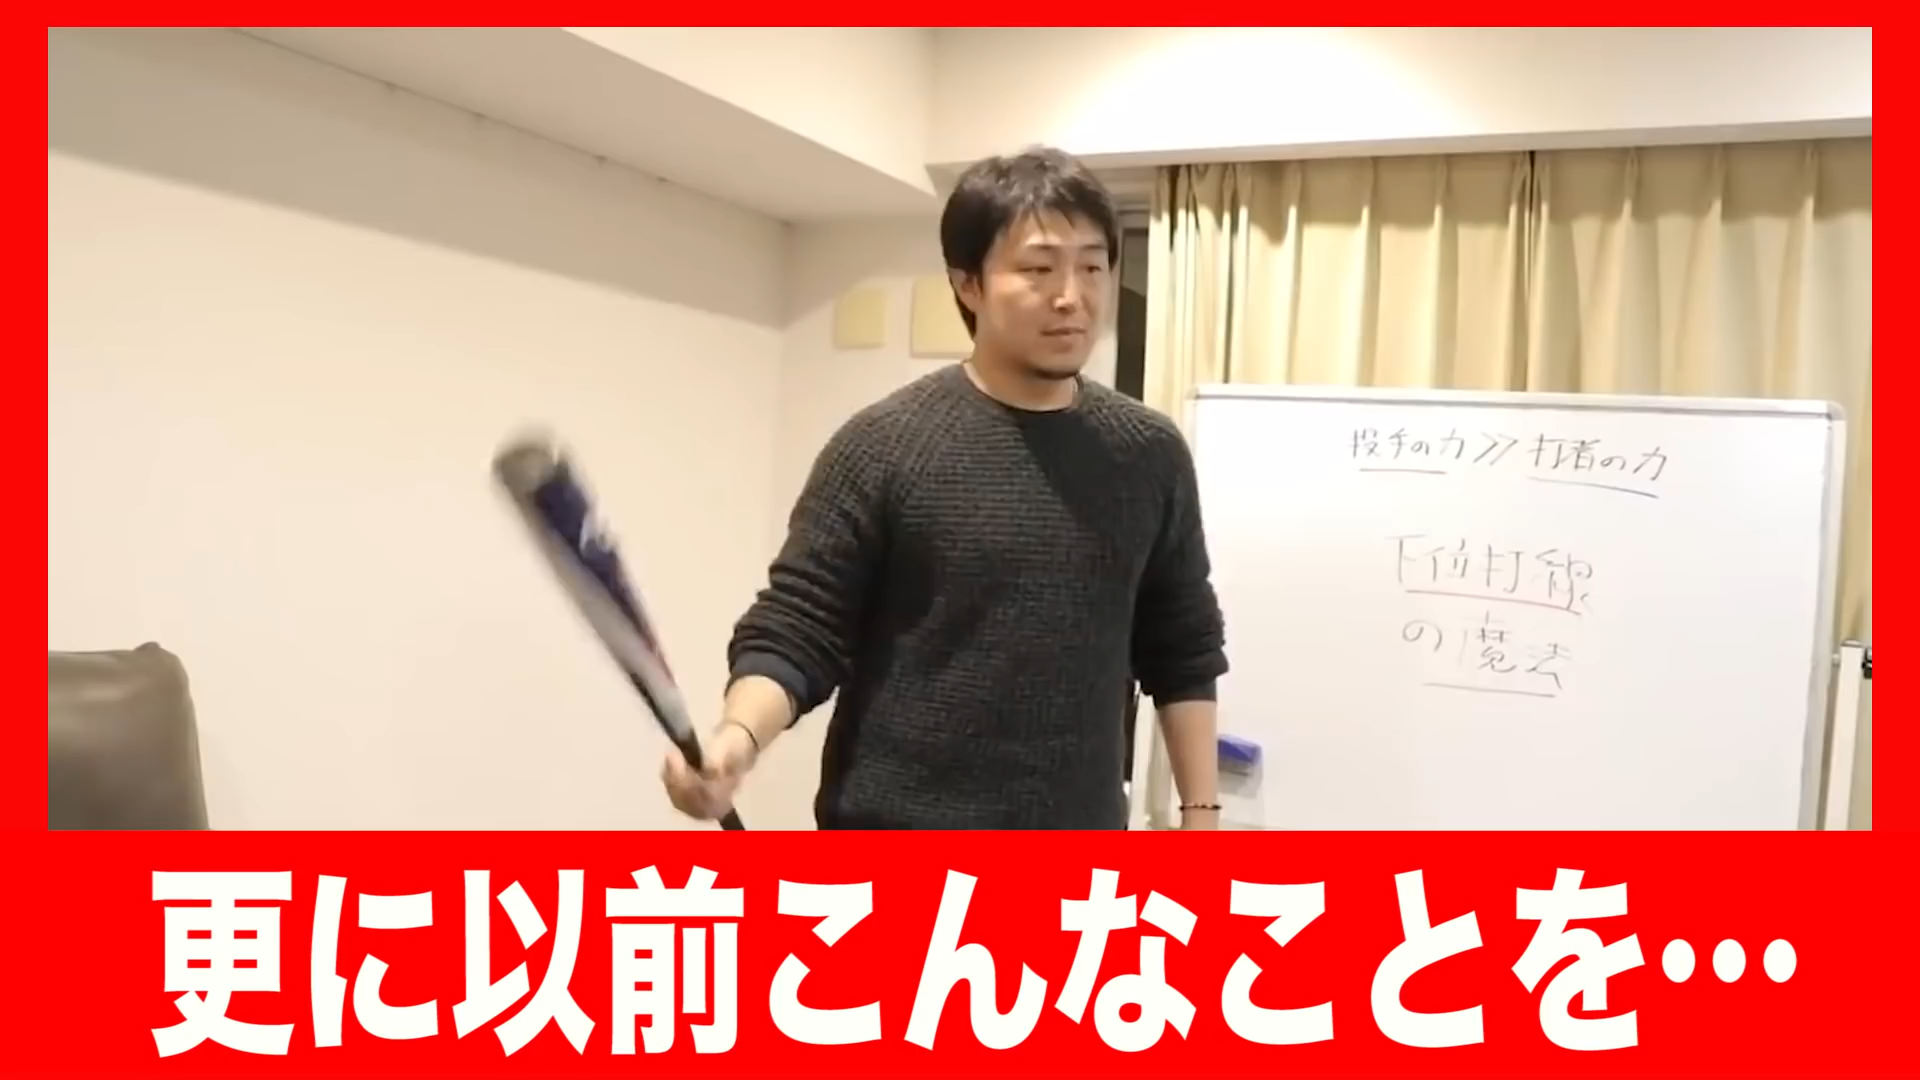 投手の力≫打者の力
下位打線
の魔法
更に以前こんなことを…